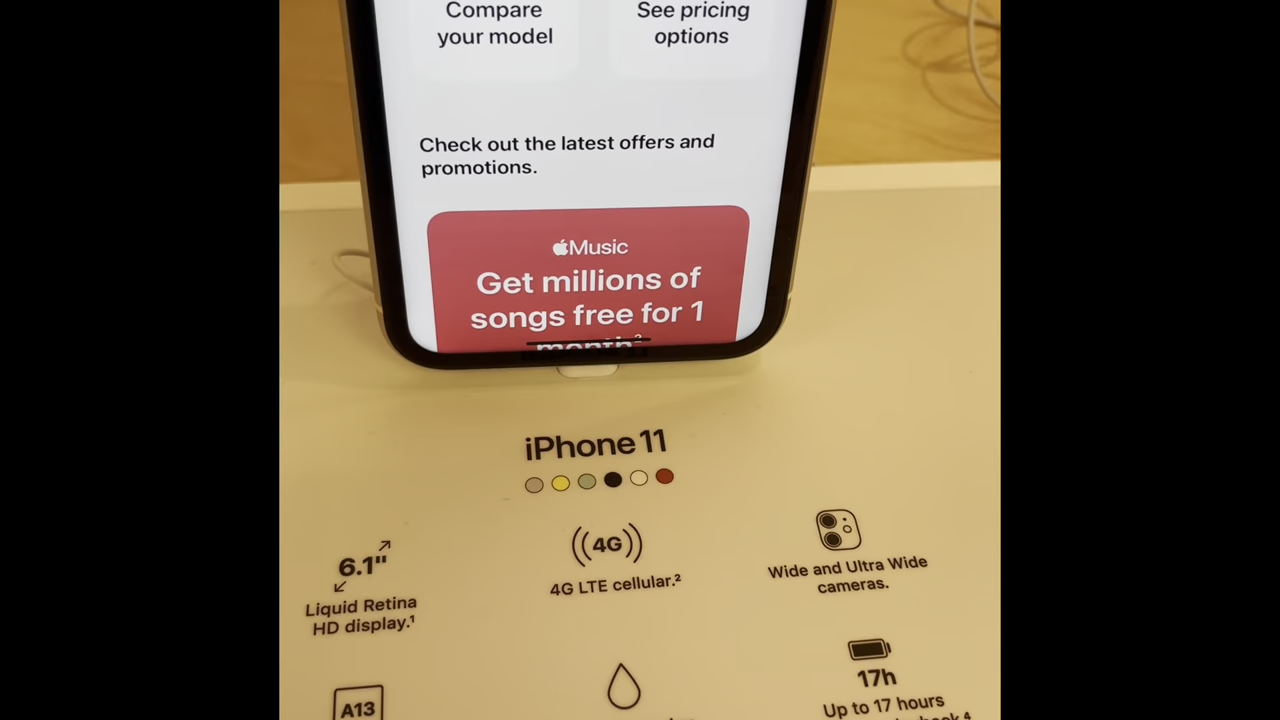 Compare
your model
See pricing
options
Check out the latest offers and
promotions.
Music
Get millions of
songs free for 1
month²
iPhone 11
6.1"
Liquid Retina
HD display.¹
4G
4G LTE cellular.²
Wide and Ultra Wide
cameras.
A13
17h
Up to 17 hours